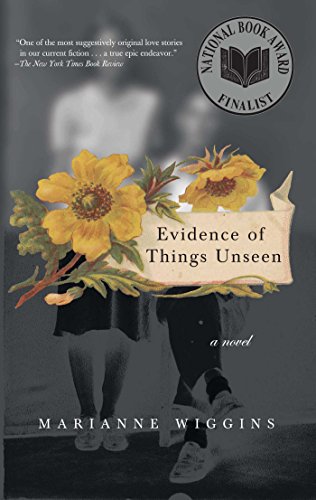 "One of the most suggestively original love stories
in our current fiction . . . a true epic endeavor."
—The New York Times Book Review
NATIONAL BOOK AWARD
FINALIST
Evidence of
Things Unseen
a novel
MARIANNE WIGGINS